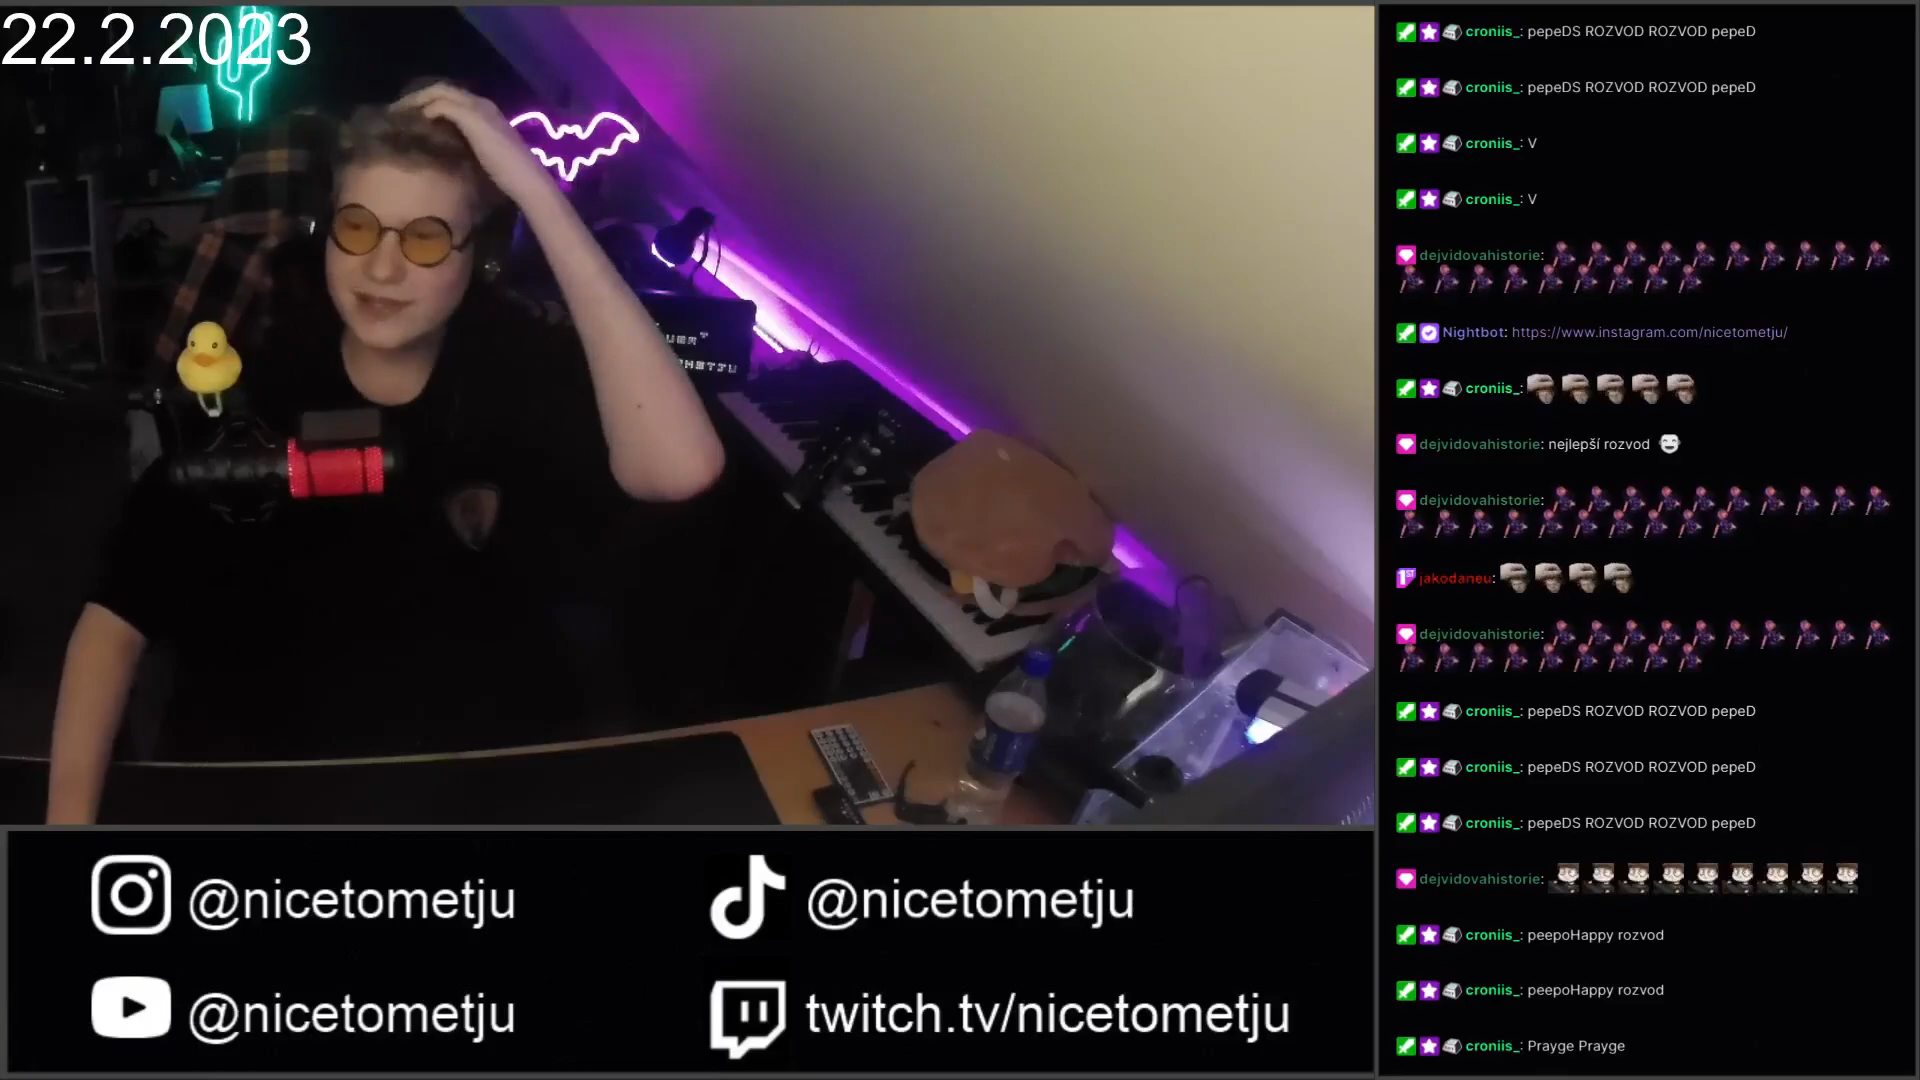 22.2.2023
@nicetometju
@nicetometju
@nicetometju
twitch.tv/nicetometju
croniis_: pepeDS ROZVOD ROZVOD pepeD
croniis_: pepeDS ROZVOD ROZVOD pepeD
croniis_: V
croniis_: V
dejvidovahistorie:
Nightbot: https://www.instagram.com/nicetometju/
croniis_:
dejvidovahistorie: nejlepší rozvod
dejvidovahistorie:
jakodaneu:
dejvidovahistorie:
croniis_: pepeDS ROZVOD ROZVOD pepeD
croniis_: pepeDS ROZVOD ROZVOD pepeD
croniis_: pepeDS ROZVOD ROZVOD pepeD
dejvidovahistorie:
croniis_: peepoHappy rozvod
croniis_: peepoHappy rozvod
croniis_: Prayge Prayge